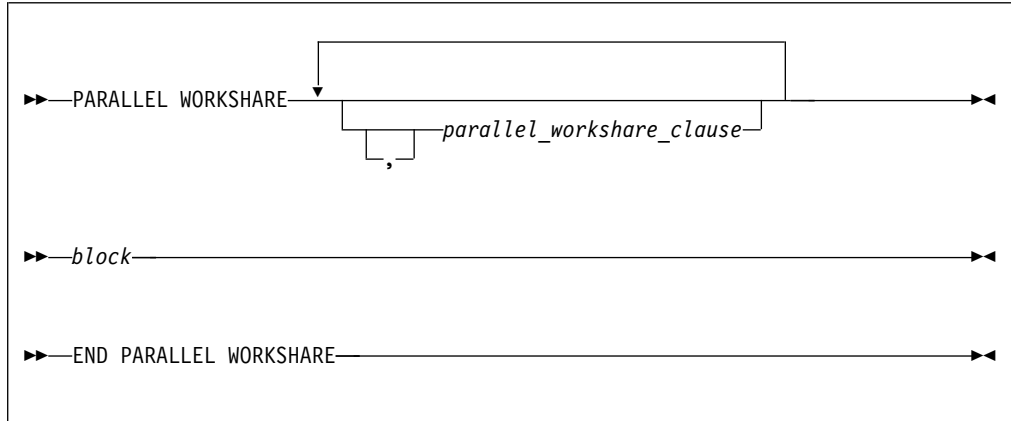 PARALLEL WORKSHARE
parallel_workshare_clause
,
block
END PARALLEL WORKSHARE